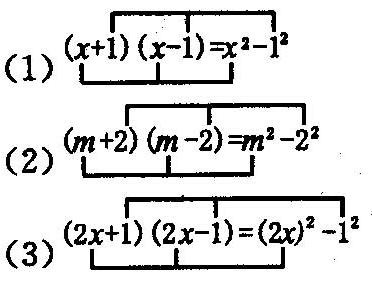 (1) (x+1)(x-1)=x²-1²
(2) (m+2)(m-2)=m²-2²
(3) (2x+1)(2x-1)=(2x)²-1²